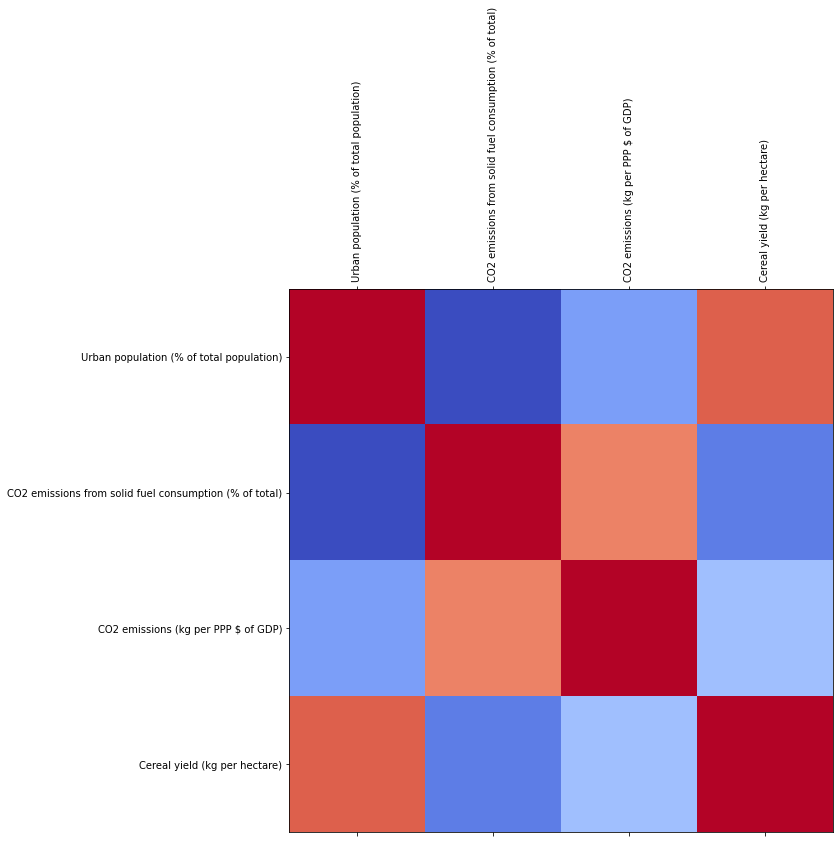 Urban population (% of total population)
CO2 emissions from solid fuel consumption (% of total)
CO2 emissions (kg per PPP $ of GDP)
Cereal yield (kg per hectare)
Urban population (% of total population)
CO2 emissions from solid fuel consumption (% of total)
CO2 emissions (kg per PPP $ of GDP)
Cereal yield (kg per hectare)